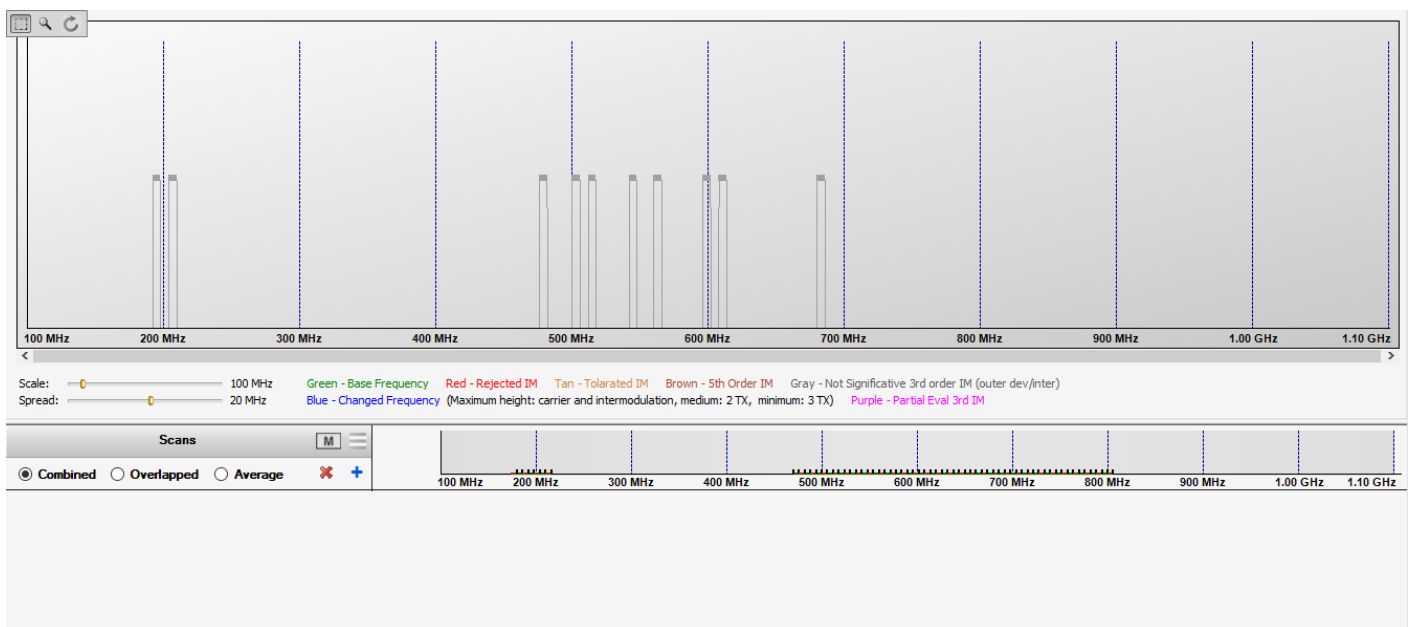 100 MHz 200 MHz 300 MHz 400 MHz 500 MHz 600 MHz 700 MHz 800 MHz 900 MHz 1.00 GHz 1.10 GHz
Scale: 100 MHz Green - Base Frequency Red - Rejected IM Tan - Tolarated IM Brown - 5th Order IM Gray - Not Significative 3rd order IM (outer dev/inter)
Spread: 20 MHz Blue - Changed Frequency (Maximum height: carrier and intermodulation, medium: 2 TX, minimum: 3 TX) Purple - Partial Eval 3rd IM
Scans M
Combined Overlapped Average
100 MHz 200 MHz 300 MHz 400 MHz 500 MHz 600 MHz 700 MHz 800 MHz 900 MHz 1.00 GHz 1.10 GHz